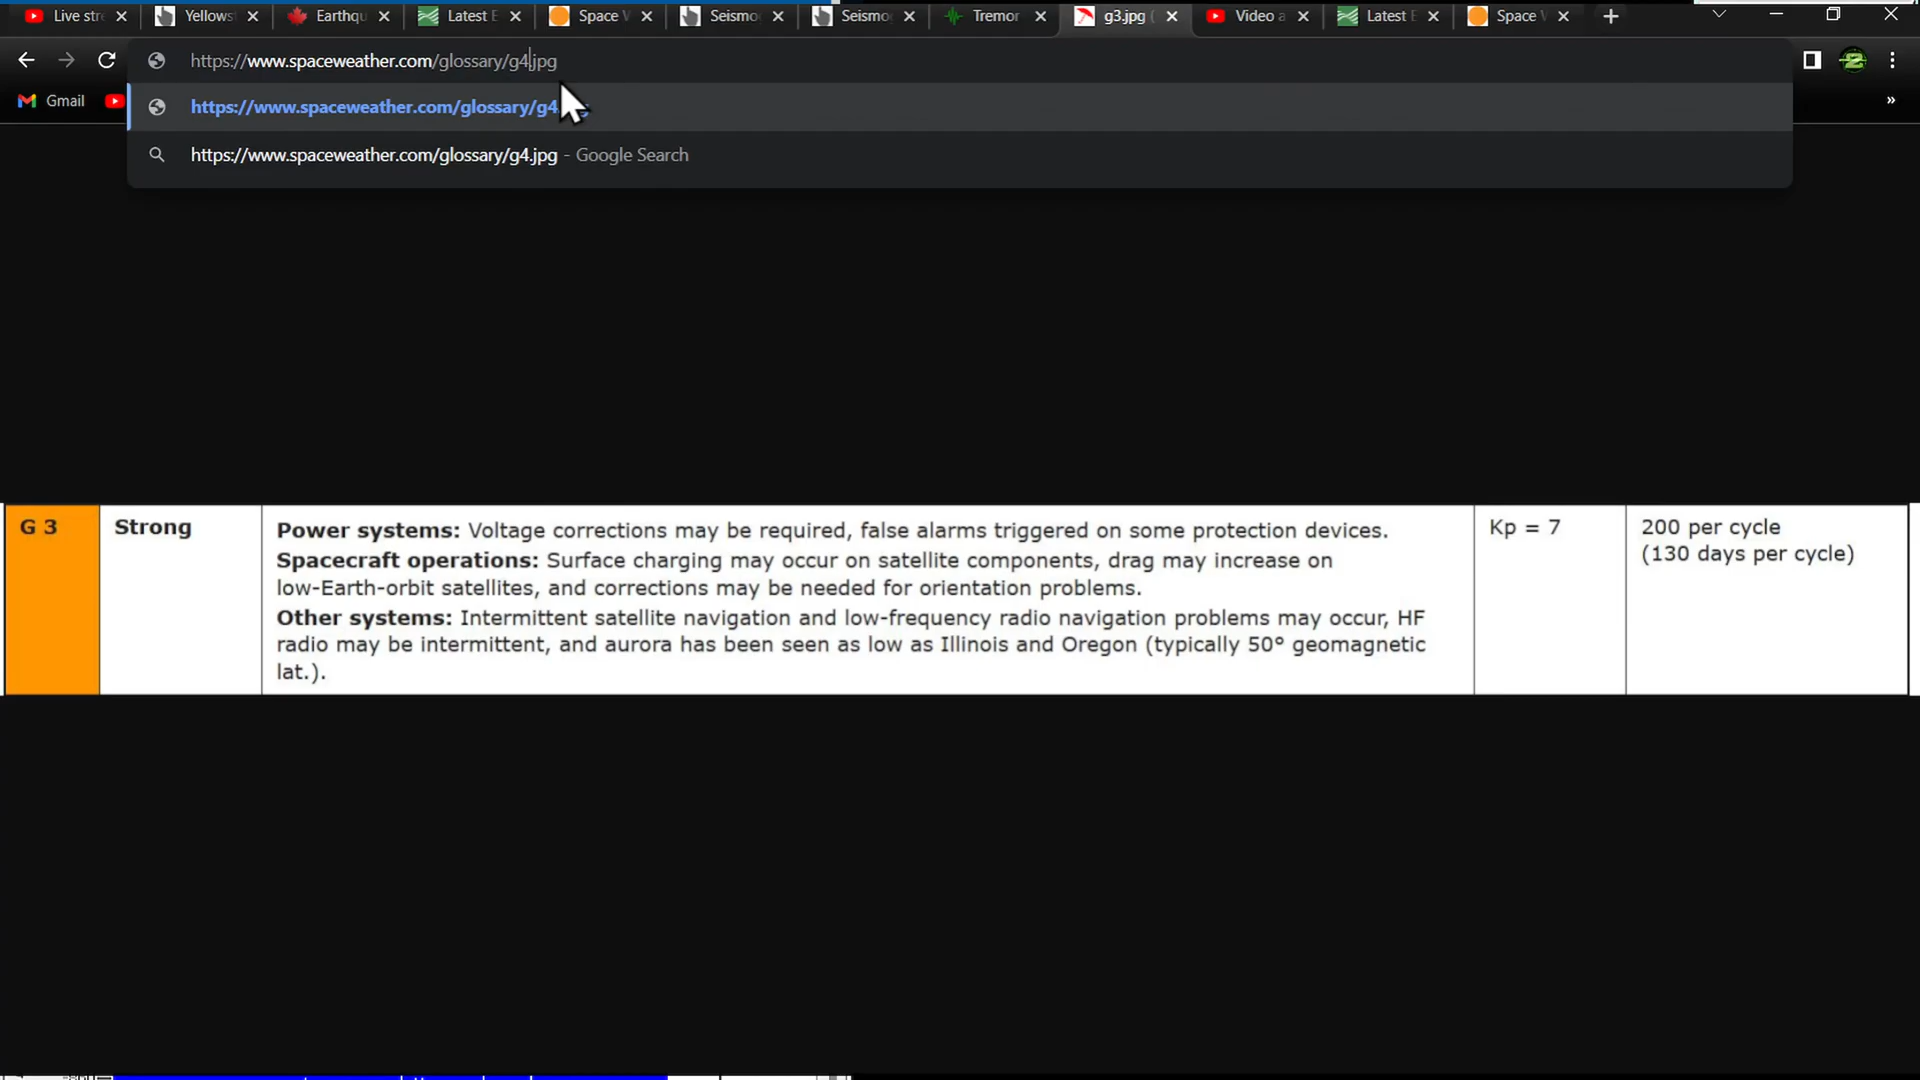 Live stre
Yellows
Earthqu
Latest E
Space W
Seismo
Seismo
Tremor
g3.jpg (
Video a
Latest E
Space W
https://www.spaceweather.com/glossary/g4.jpg
Gmail
https://www.spaceweather.com/glossary/g4
»
https://www.spaceweather.com/glossary/g4.jpg - Google Search
G 3
Strong
Power systems: Voltage corrections may be required, false alarms triggered on some protection devices.
Spacecraft operations: Surface charging may occur on satellite components, drag may increase on
low-Earth-orbit satellites, and corrections may be needed for orientation problems.
Other systems: Intermittent satellite navigation and low-frequency radio navigation problems may occur, HF
radio may be intermittent, and aurora has been seen as low as Illinois and Oregon (typically 50° geomagnetic
lat.).
Kp = 7
200 per cycle
(130 days per cycle)